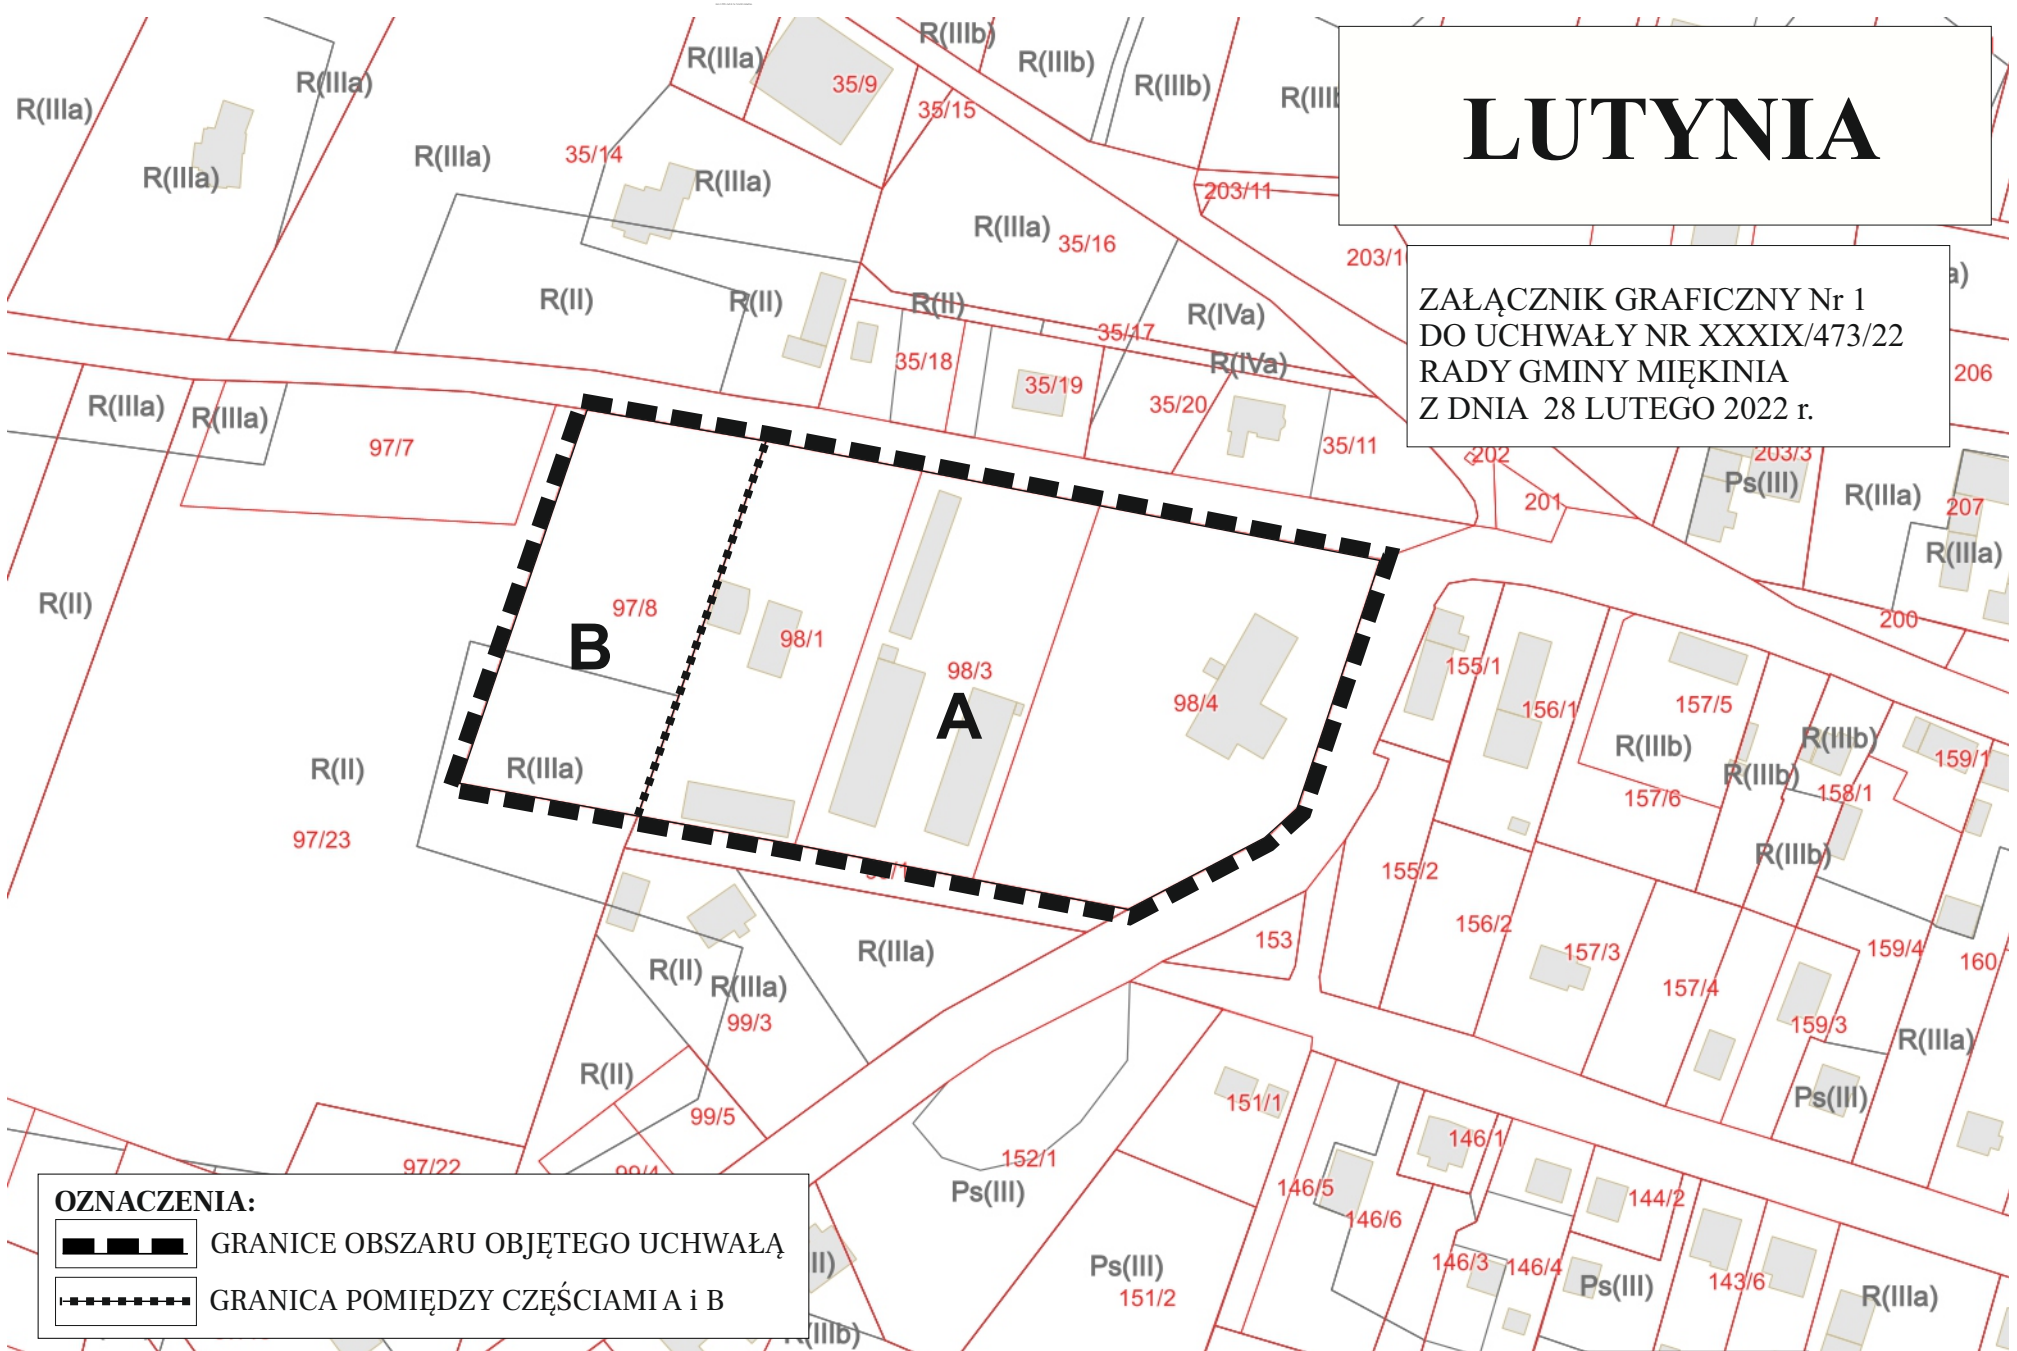 R(IIIb)
R(IIIb)
R(IIIa)
R(IIIb)
R(IIIa)
35/9
R(IIIa)
35/15
LUTYNIA
35/14
R(IIIa)
R(IIIa)
R(IIIa)
203/11
R(IIIa)
35/16
R(II)
R(II)
R(II)
R(IVa)
35/17
ZAŁĄCZNIK GRAFICZNY Nr 1
DO UCHWAŁY NR XXXIX/473/22
RADY GMINY MIĘKINIA
Z DNIA 28 LUTEGO 2022 r.
35/18
R(IVa)
35/19
206
35/20
R(IIIa)
R(IIIa)
97/7
35/11
202
203/3
Ps(III)
R(IIIa)
201
207
R(IIIa)
R(II)
97/8
B
98/1
200
98/3
155/1
A
98/4
156/1
157/5
R(IIIb)
R(IIIb)
159/1
R(II)
R(IIIa)
R(IIIb)
157/6
158/1
97/23
R(IIIb)
155/2
156/2
153
157/3
159/4
160
R(IIIa)
R(II)
R(IIIa)
157/4
99/3
159/3
R(IIIa)
R(II)
Ps(III)
99/5
151/1
146/1
97/22
99/4
152/1
Ps(III)
146/5
144/2
146/6
OZNACZENIA:
GRANICE OBSZARU OBJĘTEGO UCHWAŁĄ
GRANICA POMIĘDZY CZĘŚCIAMI A i B
Ps(III)
151/2
146/3
146/4
Ps(III)
143/6
R(IIIa)